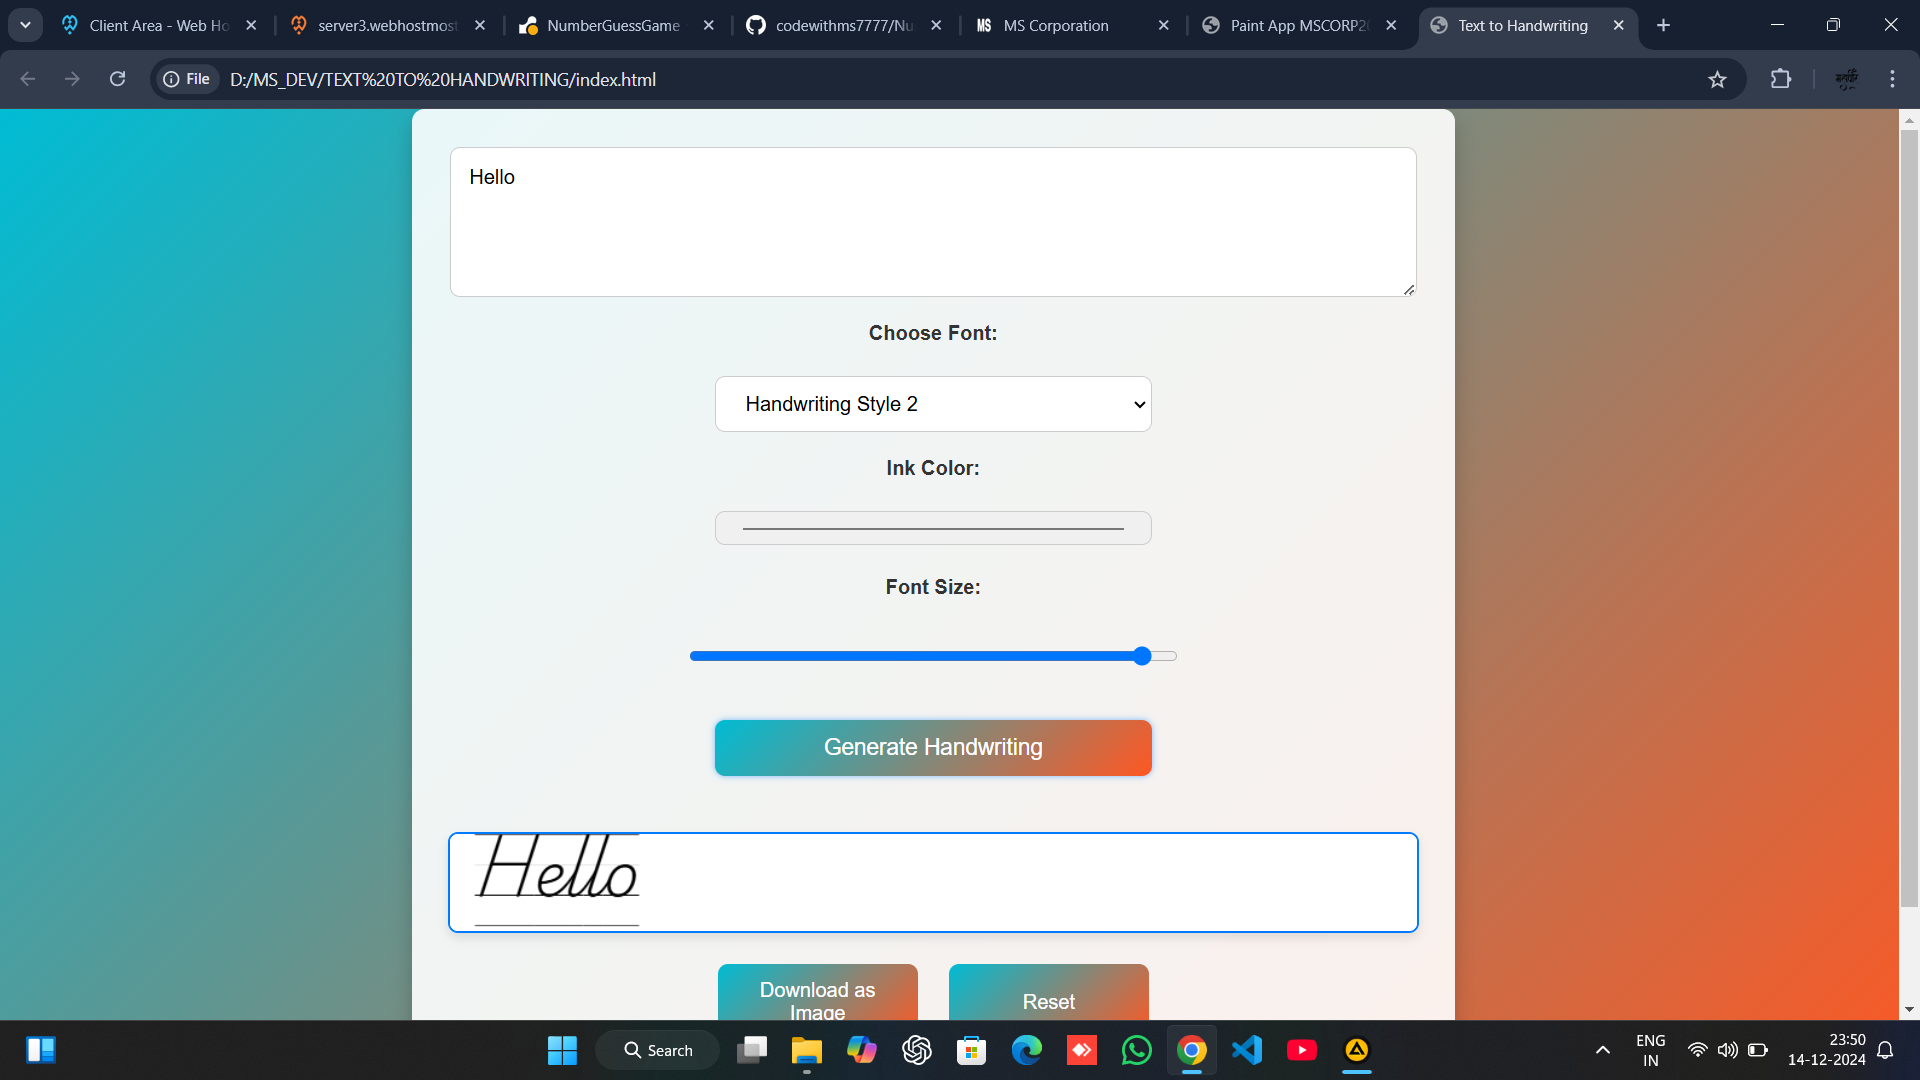 Client Area - Web Ho
server3.webhostmost
NumberGuessGame
codewithms7777/Nu
MS MS Corporation
Paint App MSCORP20
Text to Handwriting
File D:/MS_DEV/TEXT%20TO%20HANDWRITING/index.html
Hello
Choose Font:
Handwriting Style 2
Ink Color:
Font Size:
Generate Handwriting
Hello
Download as
Image
Reset
Search
ENG
IN
23:50
14-12-2024